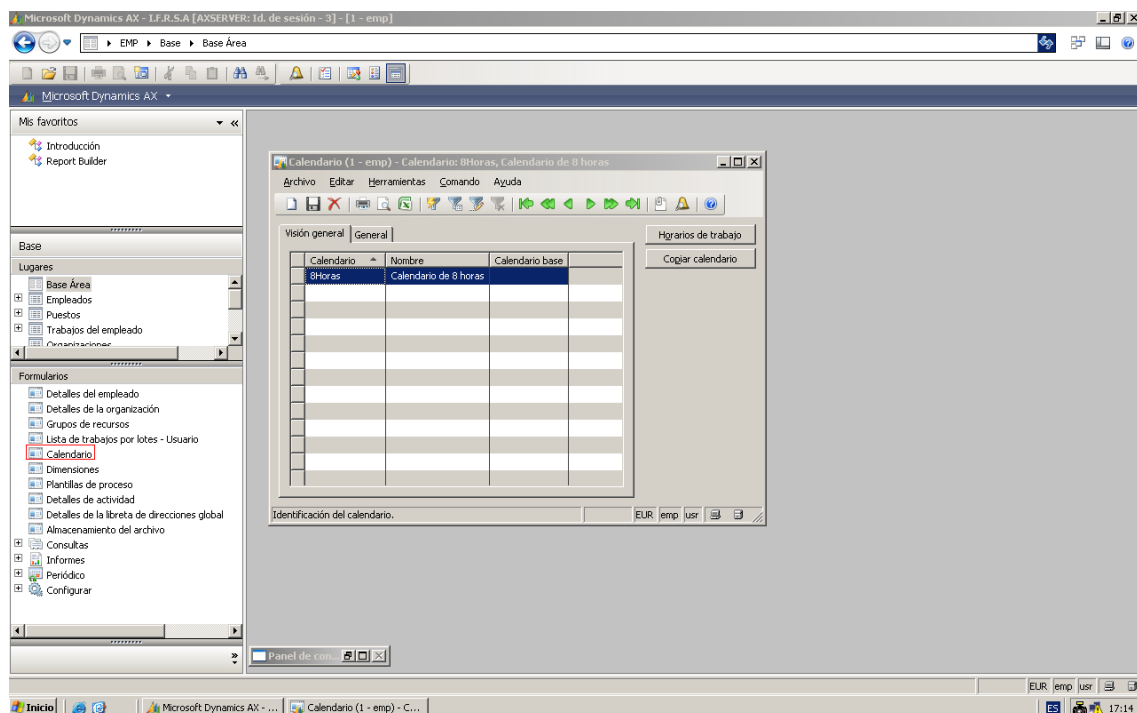 Microsoft Dynamics AX - I.F.R.S.A [AXSERVER: Id. de sesión - 3] - [1 - emp]
EMP Base Base Área
Microsoft Dynamics AX
Mis favoritos
Introducción
Report Builder
Base
Lugares
Base Área
Empleados
Puestos
Trabajos del empleado
Organizaciones
Formularios
Detalles del empleado
Detalles de la organización
Grupos de recursos
Lista de trabajos por lotes - Usuario
Calendario
Dimensiones
Plantillas de proceso
Detalles de actividad
Detalles de la libreta de direcciones global
Almacenamiento del archivo
Consultas
Informes
Periódico
Configurar
Calendario (1 - emp) - Calendario: 8Horas, Calendario de 8 horas
Archivo Editar Herramientas Comando Ayuda
Visión general General
Horarios de trabajo
Copiar calendario
Calendario Nombre Calendario base
8Horas Calendario de 8 horas
Identificación del calendario. EUR emp usr
Panel de con...
EUR emp usr
Inicio Microsoft Dynamics AX - ... Calendario (1 - emp) - C... ES 17:14